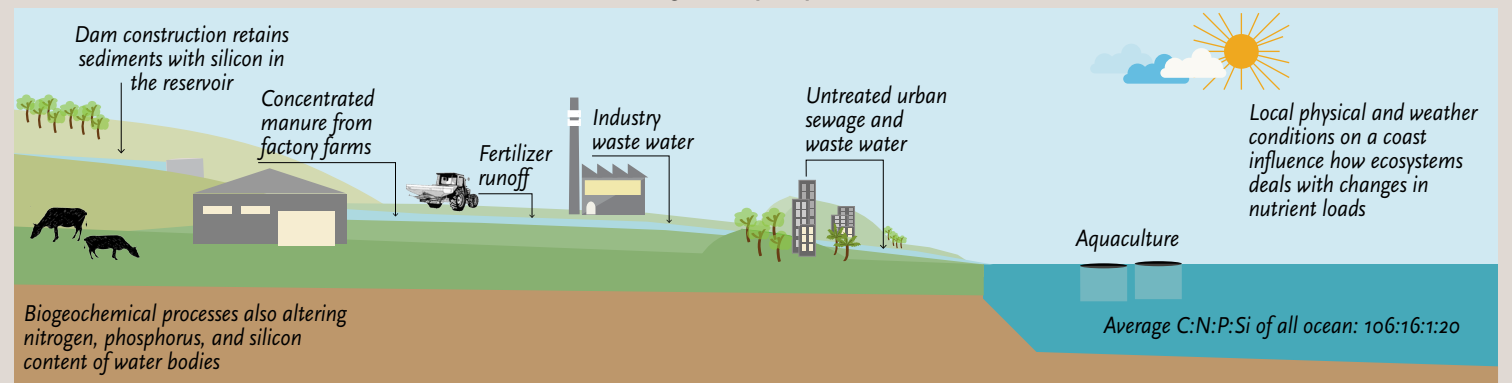 Dam construction retains
sediments with silicon in
the reservoir
Concentrated
manure from
factory farms
Fertilizer
runoff
Industry
waste water
Untreated urban
sewage and
waste water
Local physical and weather
conditions on a coast
influence how ecosystems
deals with changes in
nutrient loads
Aquaculture
Biogeochemical processes also altering
nitrogen, phosphorus, and silicon
content of water bodies
Average C:N:P:Si of all ocean: 106:16:1:20